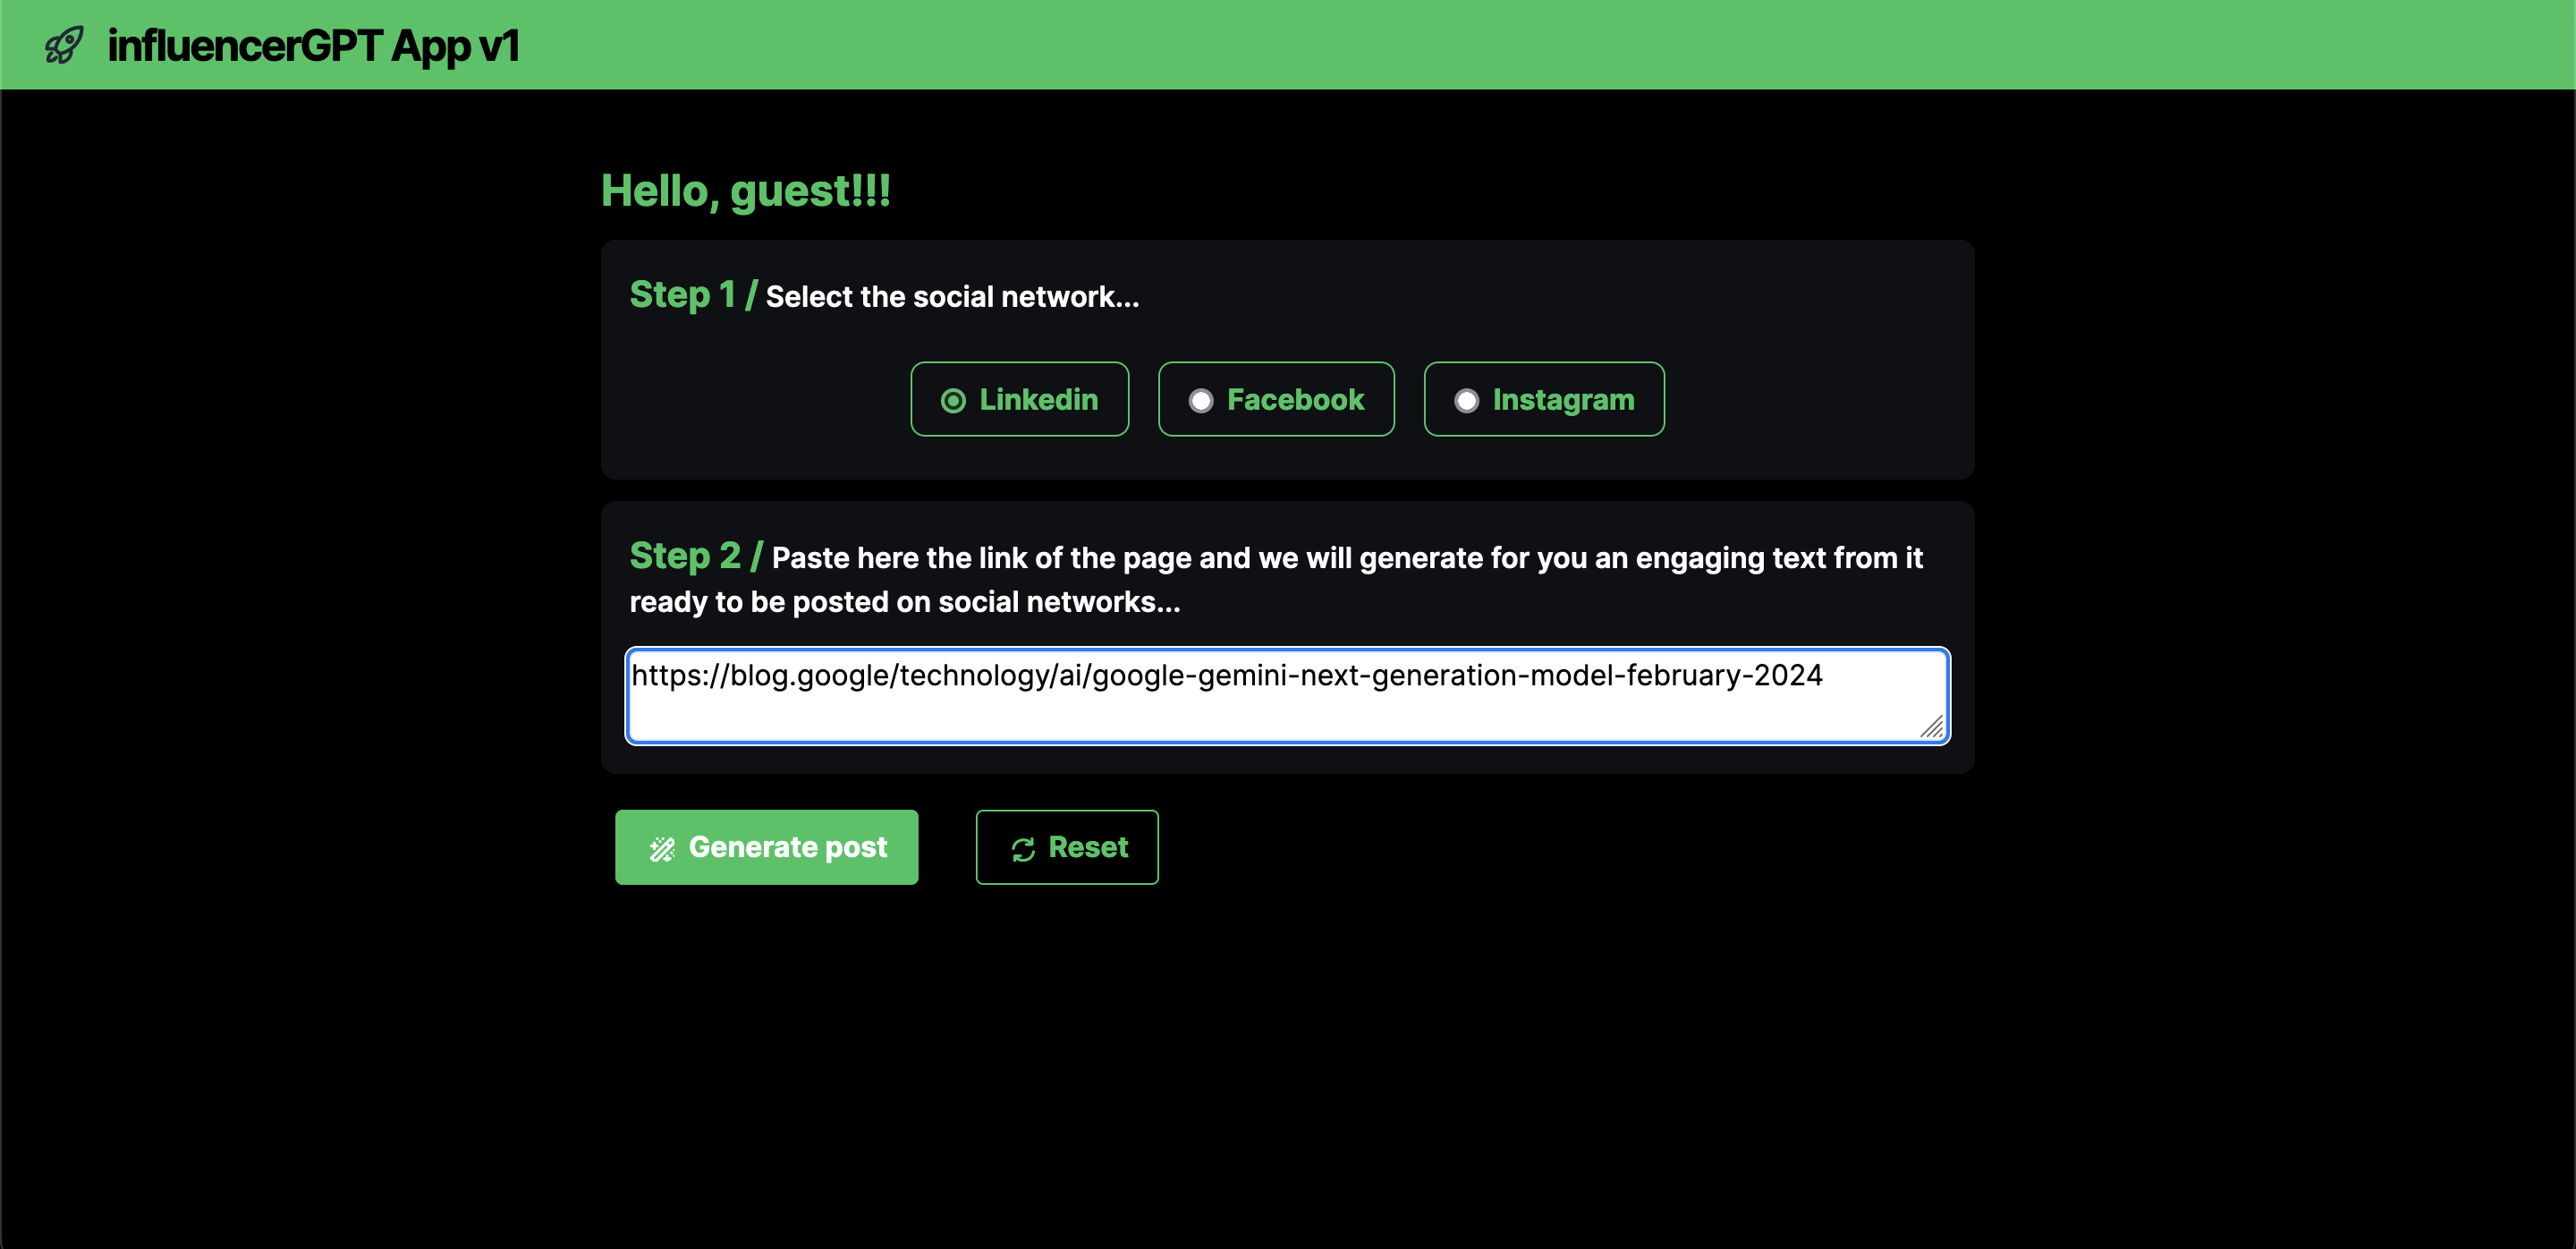 influencerGPT App v1
Hello, guest!!!
Step 1 / Select the social network...
Linkedin Facebook Instagram
Step 2 / Paste here the link of the page and we will generate for you an engaging text from it
ready to be posted on social networks...
https://blog.google/technology/ai/google-gemini-next-generation-model-february-2024
Generate post Reset